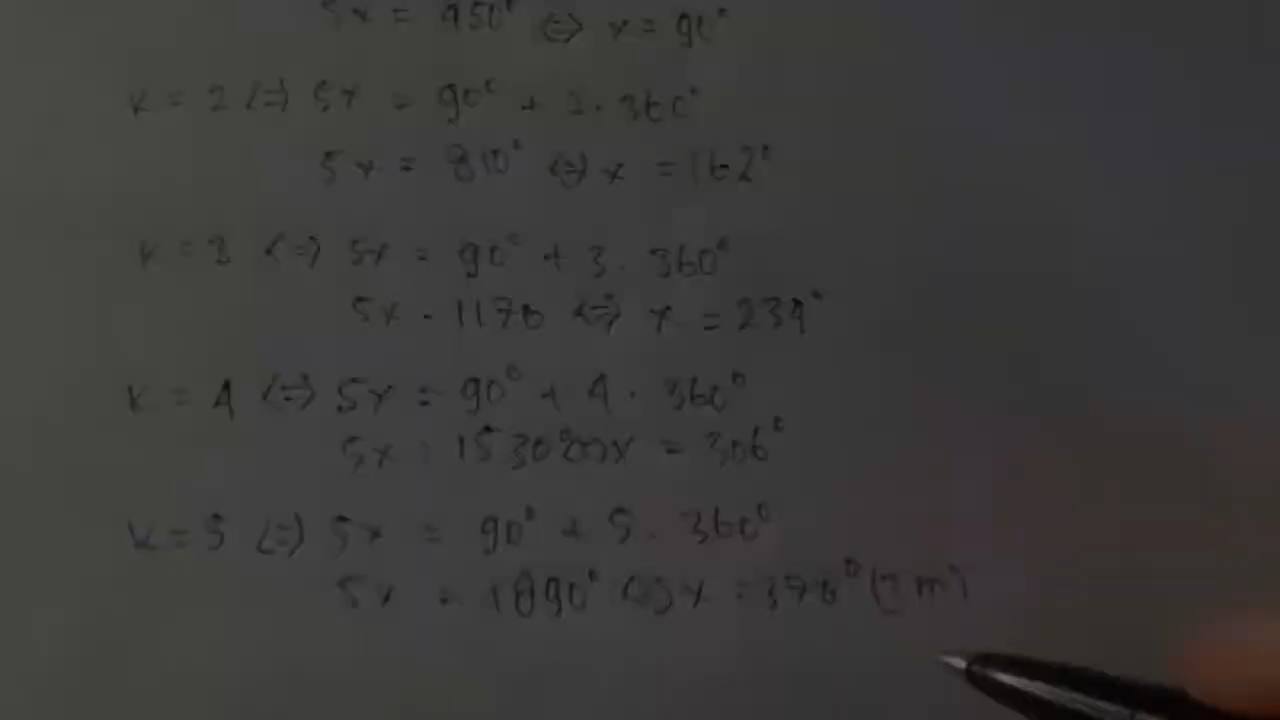 5x = 450° <=> x = 90°
k = 2 <=> 5x = 90° + 2 . 360°
5x = 810° <=> x = 162°
k = 3 <=> 5x = 90° + 3 . 360°
5x = 1170 <=> x = 234°
k = 4 <=> 5x = 90° + 4 . 360°
5x = 1530° <=> x = 306°
k = 5 <=> 5x = 90° + 5 . 360°
5x = 1890° <=> x = 378° (TM)